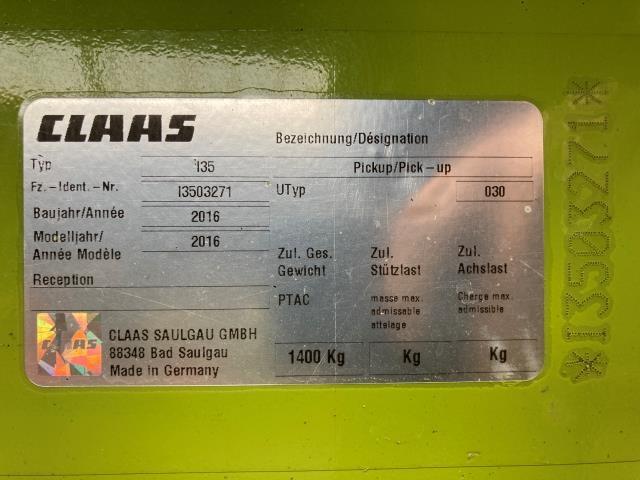 CLAAS
Bezeichnung/Désignation
Typ I35 Pickup/Pick-up
Fz.-Ident.-Nr. I3503271 UTyp 030
Baujahr/Année 2016
Modelljahr/ 2016
Année Modèle
Reception
Zul. Ges. Zul. Zul.
Gewicht Stützlast Achslast
PTAC masse max. Charge max.
admissable admissible
attelage
1400 Kg Kg Kg
CLAAS
CLAAS SAULGAU GMBH
88348 Bad Saulgau
Made in Germany
*I3503271*